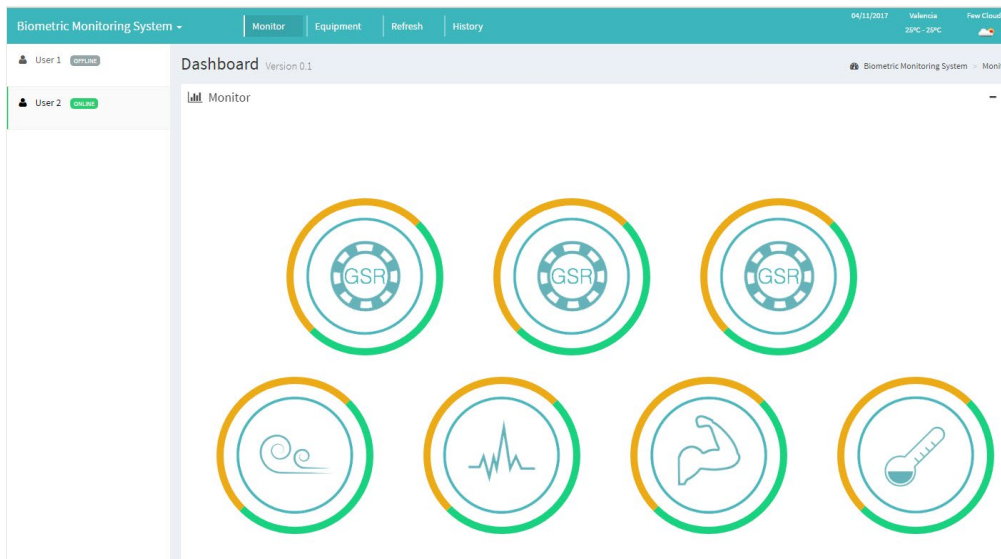 Biometric Monitoring System
Monitor
Equipment
Refresh
History
04/11/2017
Valencia
25ºC - 25ºC
Few Cloud
User 1 OFFLINE
User 2 ONLINE
Dashboard Version 0.1
Biometric Monitoring System > Moni
Monitor
GSR
GSR
GSR